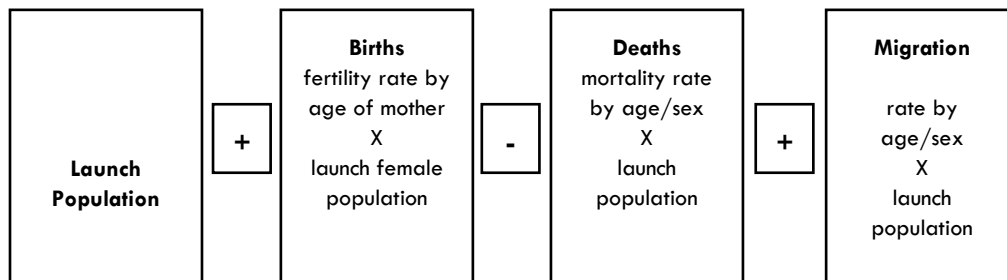 Launch
Population
+
Births
fertility rate by
age of mother
X
launch female
population
-
Deaths
mortality rate
by age/sex
X
launch
population
+
Migration
rate by
age/sex
X
launch
population